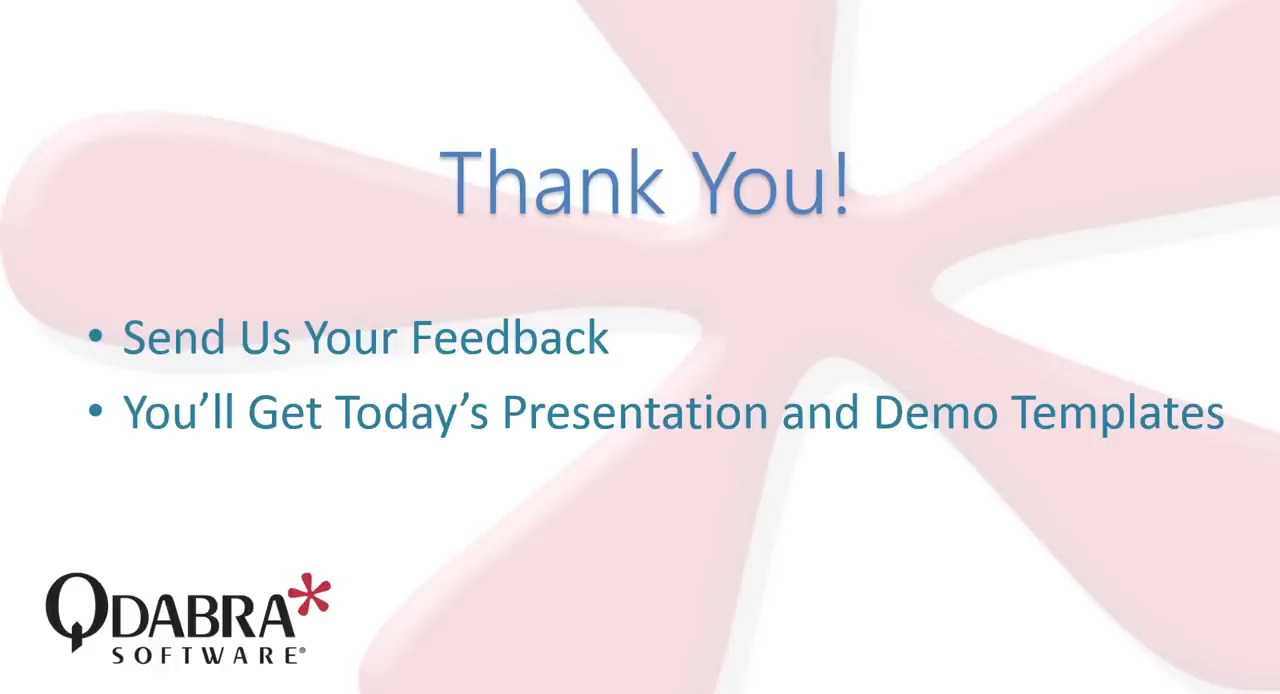 Thank You!
• Send Us Your Feedback
• You’ll Get Today’s Presentation and Demo Templates
QDABRA*
SOFTWARE®